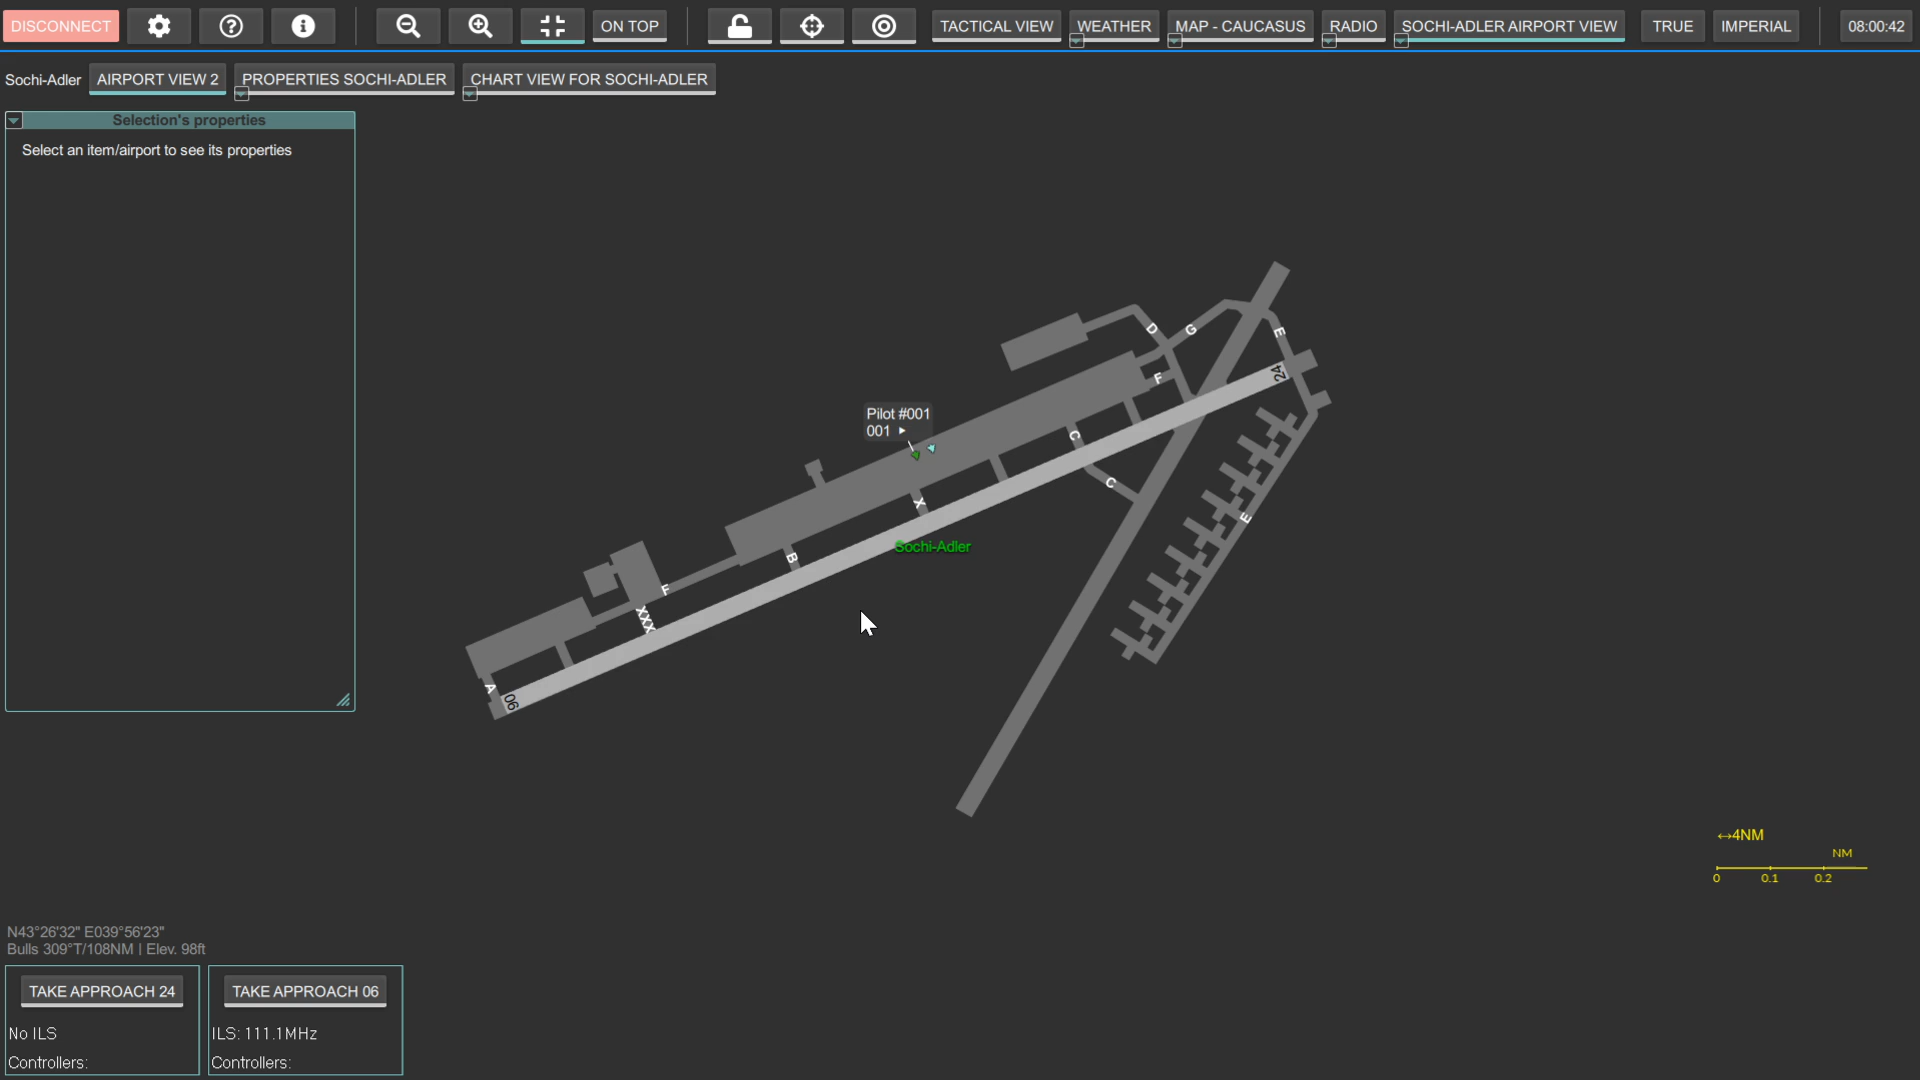 DISCONNECT
ON TOP
TACTICAL VIEW
WEATHER
MAP - CAUCASUS
RADIO
SOCHI-ADLER AIRPORT VIEW
TRUE
IMPERIAL
08:00:42
Sochi-Adler
AIRPORT VIEW 2
PROPERTIES SOCHI-ADLER
CHART VIEW FOR SOCHI-ADLER
Selection's properties
Select an item/airport to see its properties
D
G
E
24
F
Pilot #001
001
C
C
X
E
Sochi-Adler
B
F
XXX
A
06
↔4NM
NM
0 0.1 0.2
N43°26'32" E039°56'23"
Bulls 309°T/108NM | Elev. 98ft
TAKE APPROACH 24
No ILS
Controllers:
TAKE APPROACH 06
ILS: 111.1MHz
Controllers: